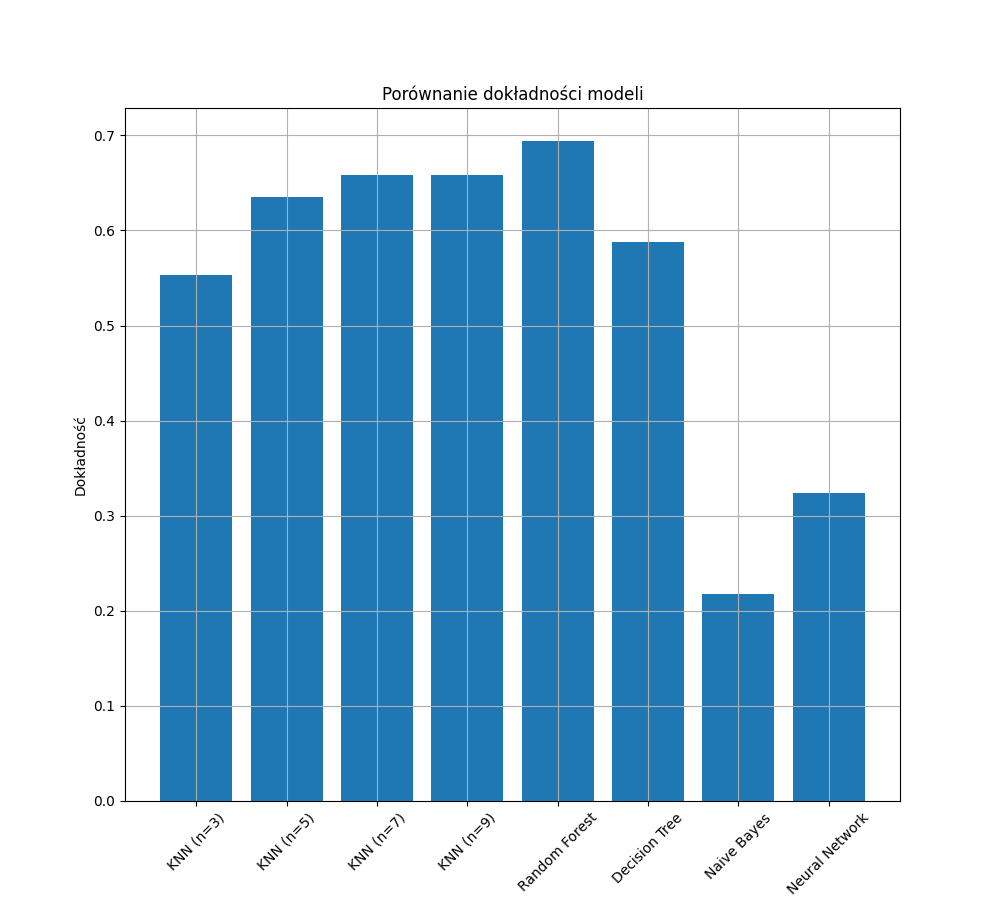 Porównanie dokładności modeli
Dokładność
0.7
0.6
0.5
0.4
0.3
0.2
0.1
0.0
KNN (n=3)
KNN (n=5)
KNN (n=7)
KNN (n=9)
Random Forest
Decision Tree
Naive Bayes
Neural Network